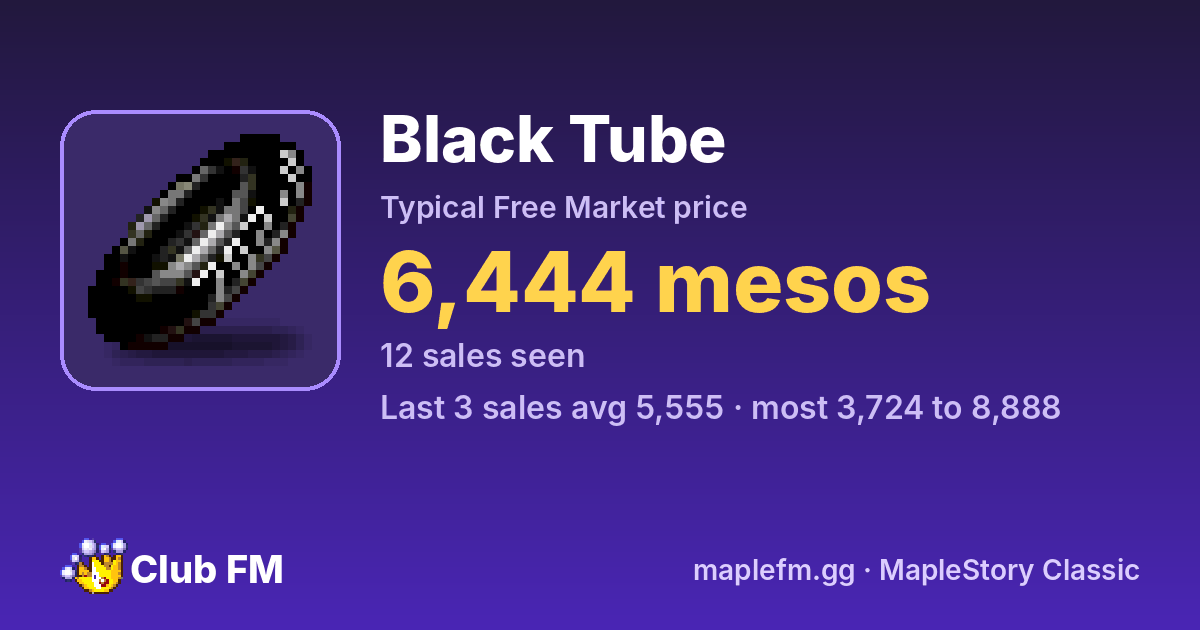 Black Tube
Typical Free Market price
6,444 mesos
12 sales seen
Last 3 sales avg 5,555 · most 3,724 to 8,888
Club FM
maplefm.gg · MapleStory Classic